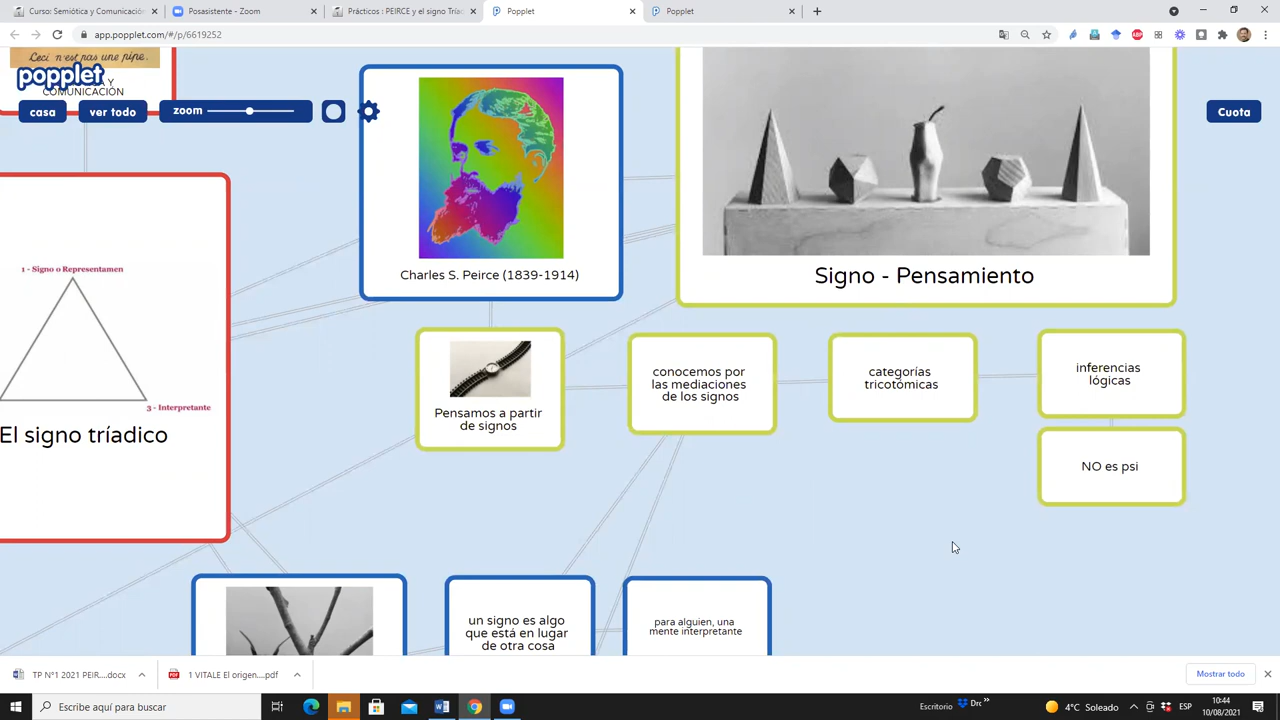 Curso: Semiótica y Comunicación
Posasistente - Zoom
Prácticos : PEIRCE y el signo Tría
Popplet
Popplet
app.popplet.com/#/p/6619252
Ceci n'est pas une pipe.
popplet
Y
COMUNICACIÓN
casa
ver todo
zoom
Cuota
Charles S. Peirce (1839-1914)
Signo - Pensamiento
1 - Signo o Representamen
3 - Interpretante
El signo tríadico
Pensamos a partir
de signos
conocemos por
las mediaciones
de los signos
categorías
tricotómicas
inferencias
lógicas
NO es psi
un signo es algo
que está en lugar
de otra cosa
para alguien, una
mente interpretante
TP N°1 2021 PEIR....docx
1 VITALE El origen....pdf
Mostrar todo
Escribe aquí para buscar
Escritorio
4°C Soleado
ESP
10:44
10/08/2021